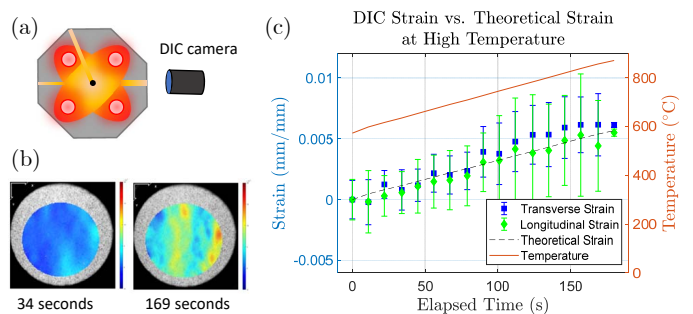 (a)
DIC camera
(b)
34 seconds
169 seconds
(c)
DIC Strain vs. Theoretical Strain
at High Temperature
Strain (mm/mm)
0.01
0.005
0
-0.005
0
50
100
150
Elapsed Time (s)
800
600
400
200
0
Temperature (°C)
Transverse Strain
Longitudinal Strain
Theoretical Strain
Temperature